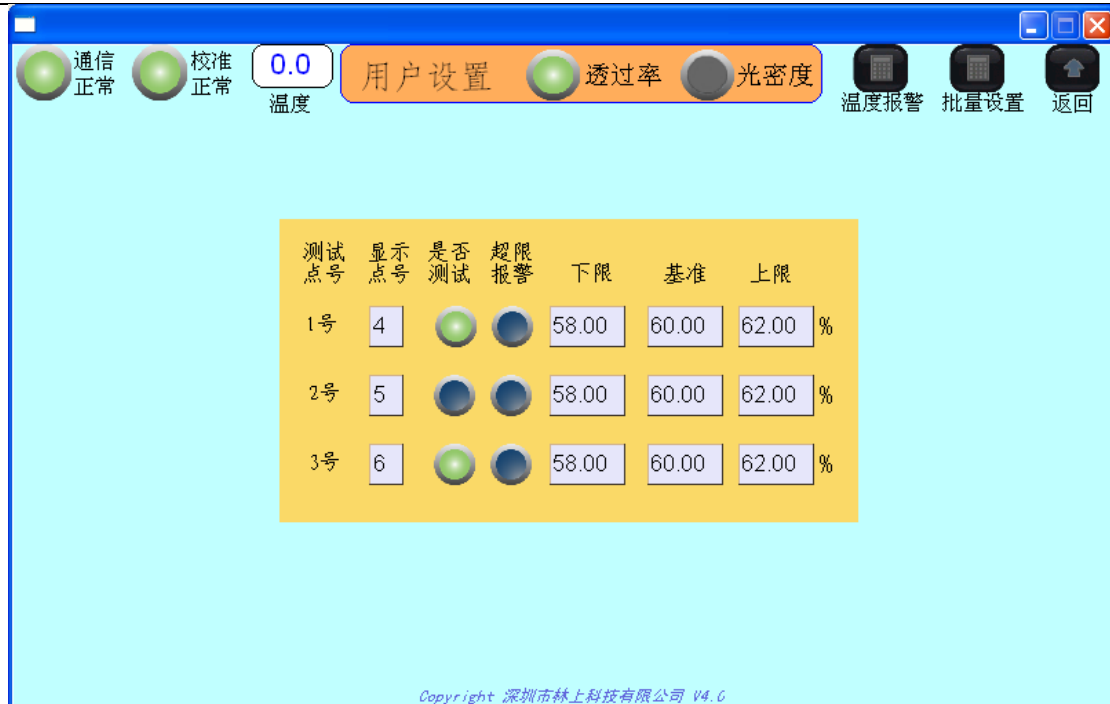 通信
正常
校准
正常
0.0
温度
用户设置
透过率
光密度
温度报警
批量设置
返回
测试
点号
显示
点号
是否
测试
超限
报警
下限
基准
上限
1号 4 58.00 60.00 62.00 %
2号 5 58.00 60.00 62.00 %
3号 6 58.00 60.00 62.00 %
Copyright 深圳市林上科技有限公司 V4.0